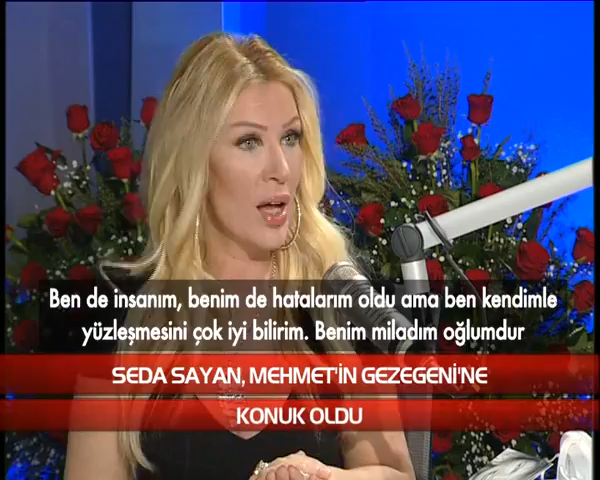 Ben de insanım, benim de hatalarım oldu ama ben kendimle
yüzleşmesini çok iyi bilirim. Benim miladım oğlumdur
SEDA SAYAN, MEHMET'İN GEZEGENİ'NE
KONUK OLDU